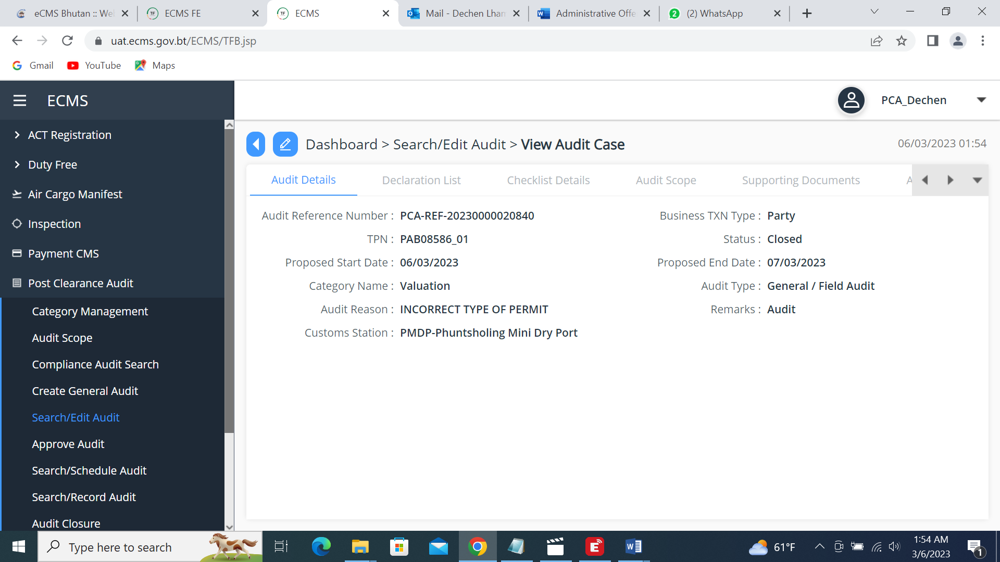 eCMS Bhutan :: Wel
ECMS FE
ECMS
Mail - Dechen Lham
Administrative Offe
2
(2) WhatsApp
uat.ecms.gov.bt/ECMS/TFB.jsp
Gmail
YouTube
Maps
ECMS
PCA_Dechen
ACT Registration
Duty Free
Air Cargo Manifest
Inspection
Payment CMS
Post Clearance Audit
Category Management
Audit Scope
Compliance Audit Search
Create General Audit
Search/Edit Audit
Approve Audit
Search/Schedule Audit
Search/Record Audit
Audit Closure
Dashboard > Search/Edit Audit > View Audit Case
06/03/2023 01:54
Audit Details
Declaration List
Checklist Details
Audit Scope
Supporting Documents
A
Audit Reference Number : PCA-REF-20230000020840
Business TXN Type : Party
TPN : PAB08586_01
Status : Closed
Proposed Start Date : 06/03/2023
Proposed End Date : 07/03/2023
Category Name : Valuation
Audit Type : General / Field Audit
Audit Reason : INCORRECT TYPE OF PERMIT
Remarks : Audit
Customs Station : PMDP-Phuntsholing Mini Dry Port
Type here to search
61°F
1:54 AM
3/6/2023
1